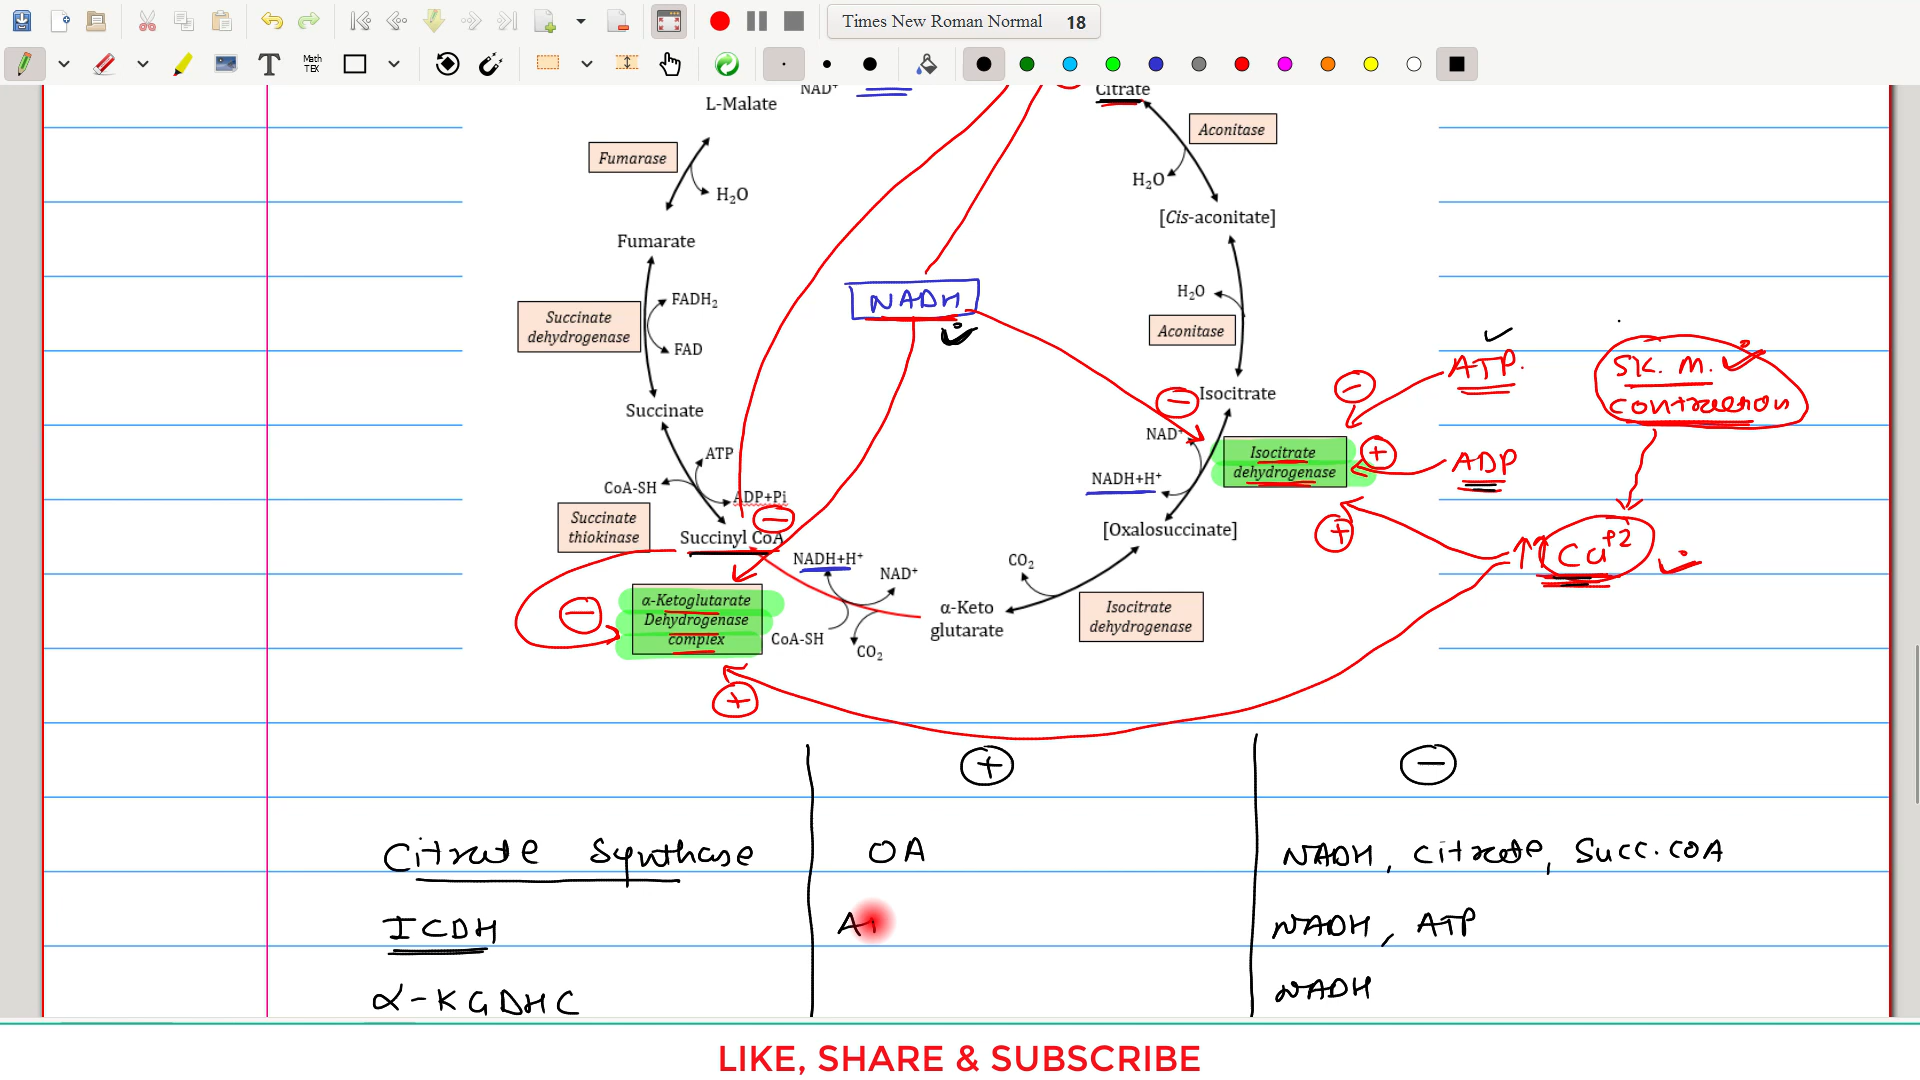 Times New Roman Normal 18
T Math TEX
NAD⁺
Citrate
L-Malate
Aconitase
Fumarase
H₂O
H₂O
[Cis-aconitate]
Fumarate
H₂O
FADH₂
NADH
Succinate dehydrogenase
Aconitase
FAD
ATP
SK. M.
contraction
Isocitrate
Succinate
NAD⁺
Isocitrate dehydrogenase
ATP
ADP
CoA-SH
NADH+H⁺
ADP+Pi
Succinate thiokinase
[Oxalosuccinate]
Succinyl CoA
Ca⁺²
NADH+H⁺
CO₂
NAD⁺
α-Ketoglutarate Dehydrogenase complex
α-Keto glutarate
Isocitrate dehydrogenase
CoA-SH
CO₂
+ −
Citrate Synthase OA NADH, Citrate, Succ.COA
ICDH A NADH, ATP
α-KGDHC NADH
LIKE, SHARE & SUBSCRIBE